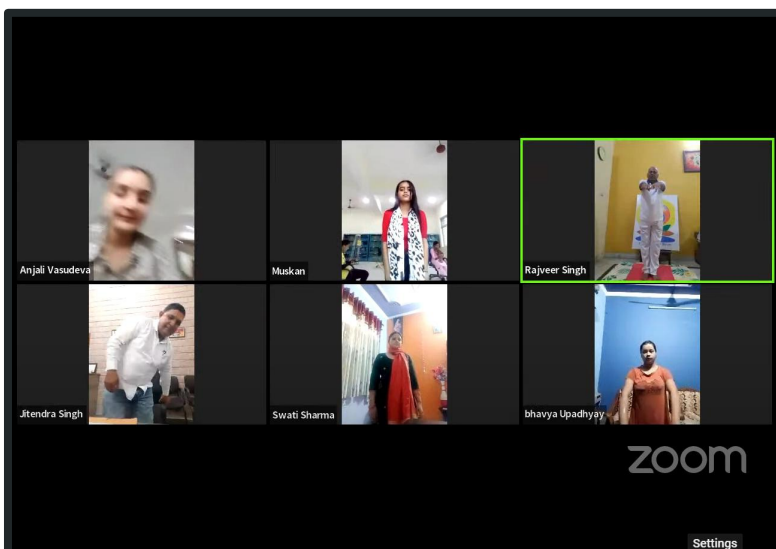 Anjali Vasudeva
Muskan
Rajveer Singh
Jitendra Singh
Swati Sharma
bhavya Upadhyay
zoom
Settings